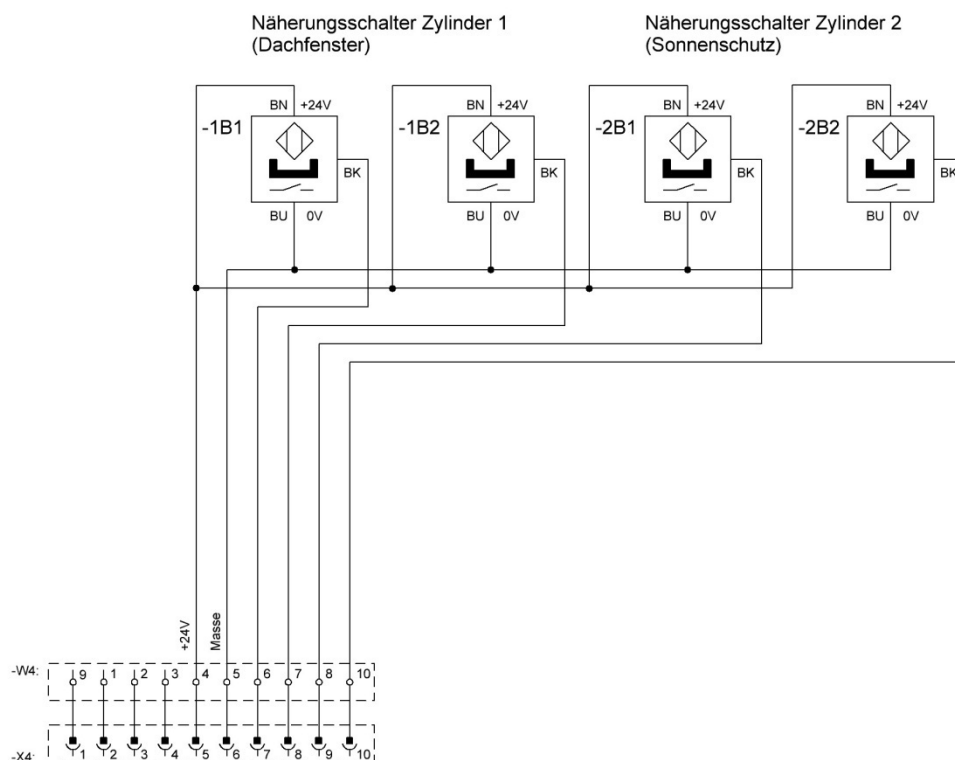 Näherungsschalter Zylinder 1
(Dachfenster)
Näherungsschalter Zylinder 2
(Sonnenschutz)
BN +24V
BN +24V
BN +24V
BN +24V
-1B1
-1B2
-2B1
-2B2
BK
BK
BK
BK
BU 0V
BU 0V
BU 0V
BU 0V
+24V
Masse
-W4:
9 1 2 3 4 5 6 7 8 10
-X4:
1 2 3 4 5 6 7 8 9 10